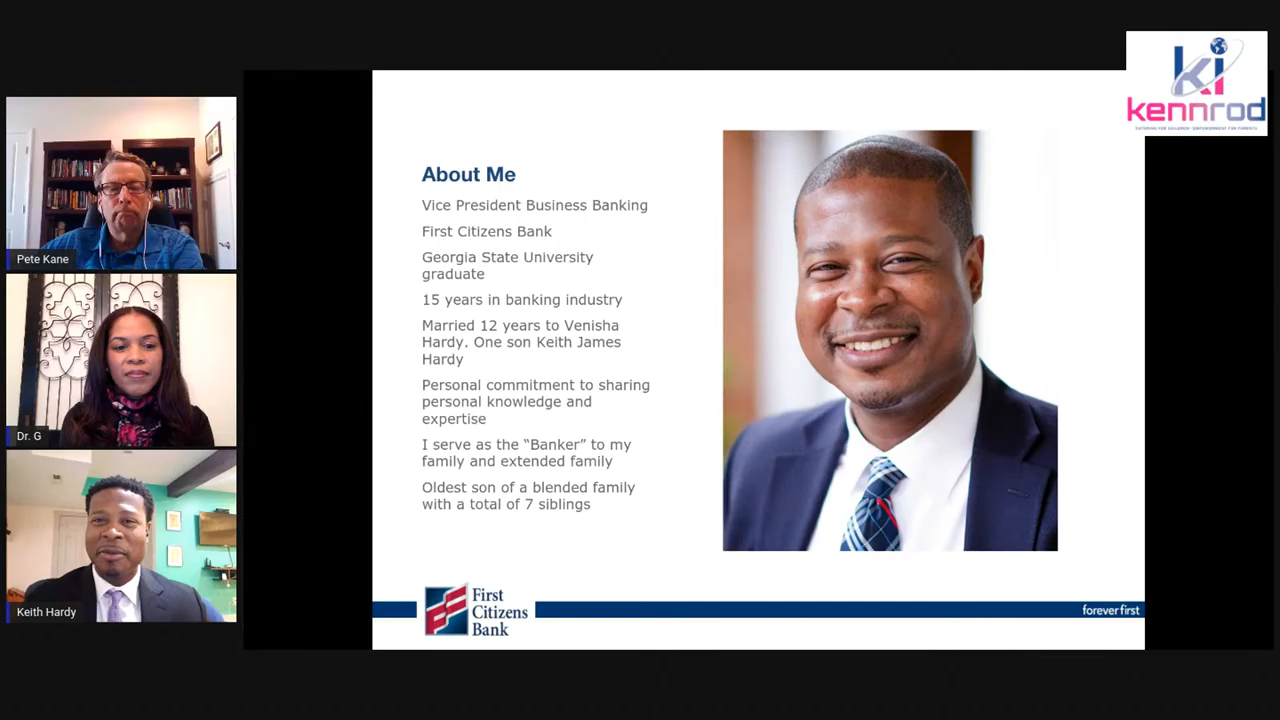 Pete Kane
Dr. G
Keith Hardy
About Me
Vice President Business Banking
First Citizens Bank
Georgia State University
graduate
15 years in banking industry
Married 12 years to Venisha
Hardy. One son Keith James
Hardy
Personal commitment to sharing
personal knowledge and
expertise
I serve as the “Banker” to my
family and extended family
Oldest son of a blended family
with a total of 7 siblings
First
Citizens
Bank
forever first
ki
kennrod